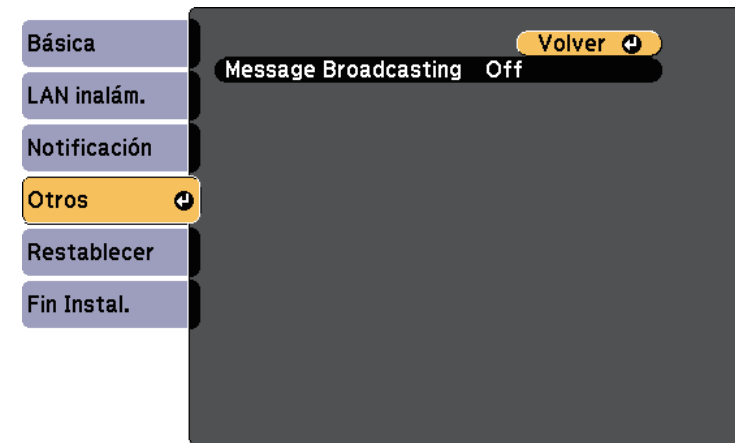 Básica
LAN inalám.
Notificación
Otros
Restablecer
Fin Instal.
Volver
Message Broadcasting Off